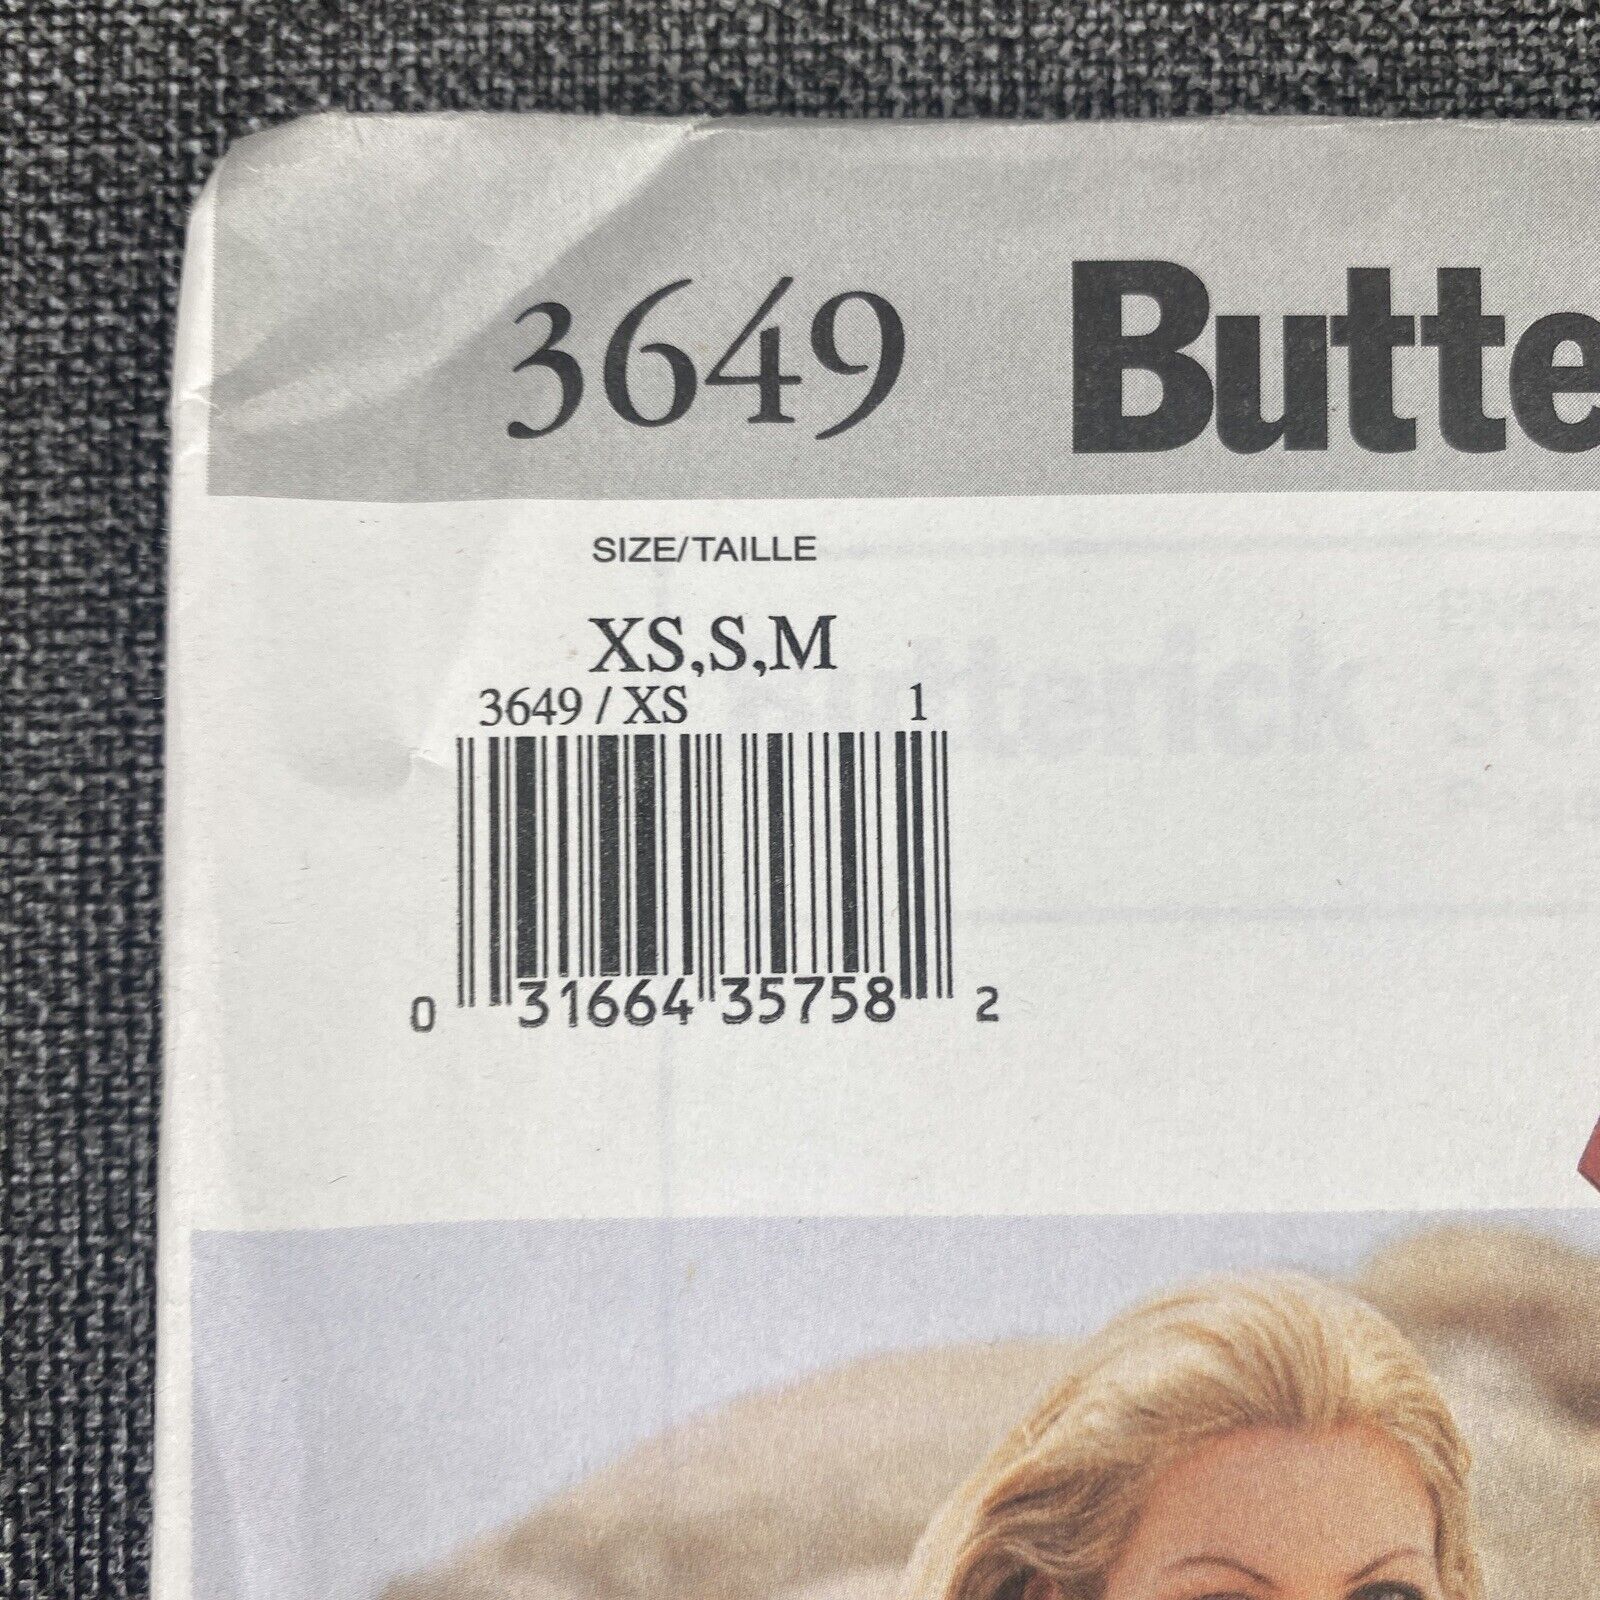 3649 Butte
SIZE/TAILLE
XS,S,M
3649 / XS 1
0 31664 35758 2